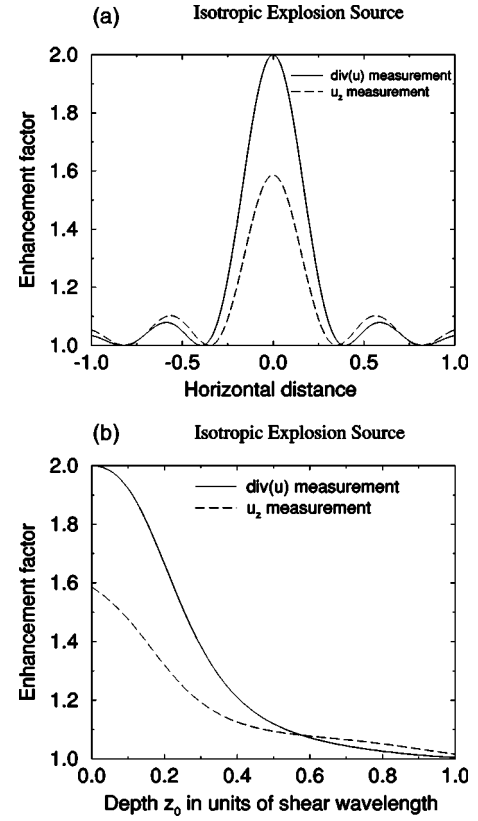 (a) Isotropic Explosion Source
2.0
1.8
1.6
1.4
1.2
1.0
Enhancement factor
div(u) measurement
u_z measurement
-1.0 -0.5 0.0 0.5 1.0
Horizontal distance
(b) Isotropic Explosion Source
2.0
1.8
1.6
1.4
1.2
1.0
Enhancement factor
div(u) measurement
u_z measurement
0.0 0.2 0.4 0.6 0.8 1.0
Depth z_0 in units of shear wavelength